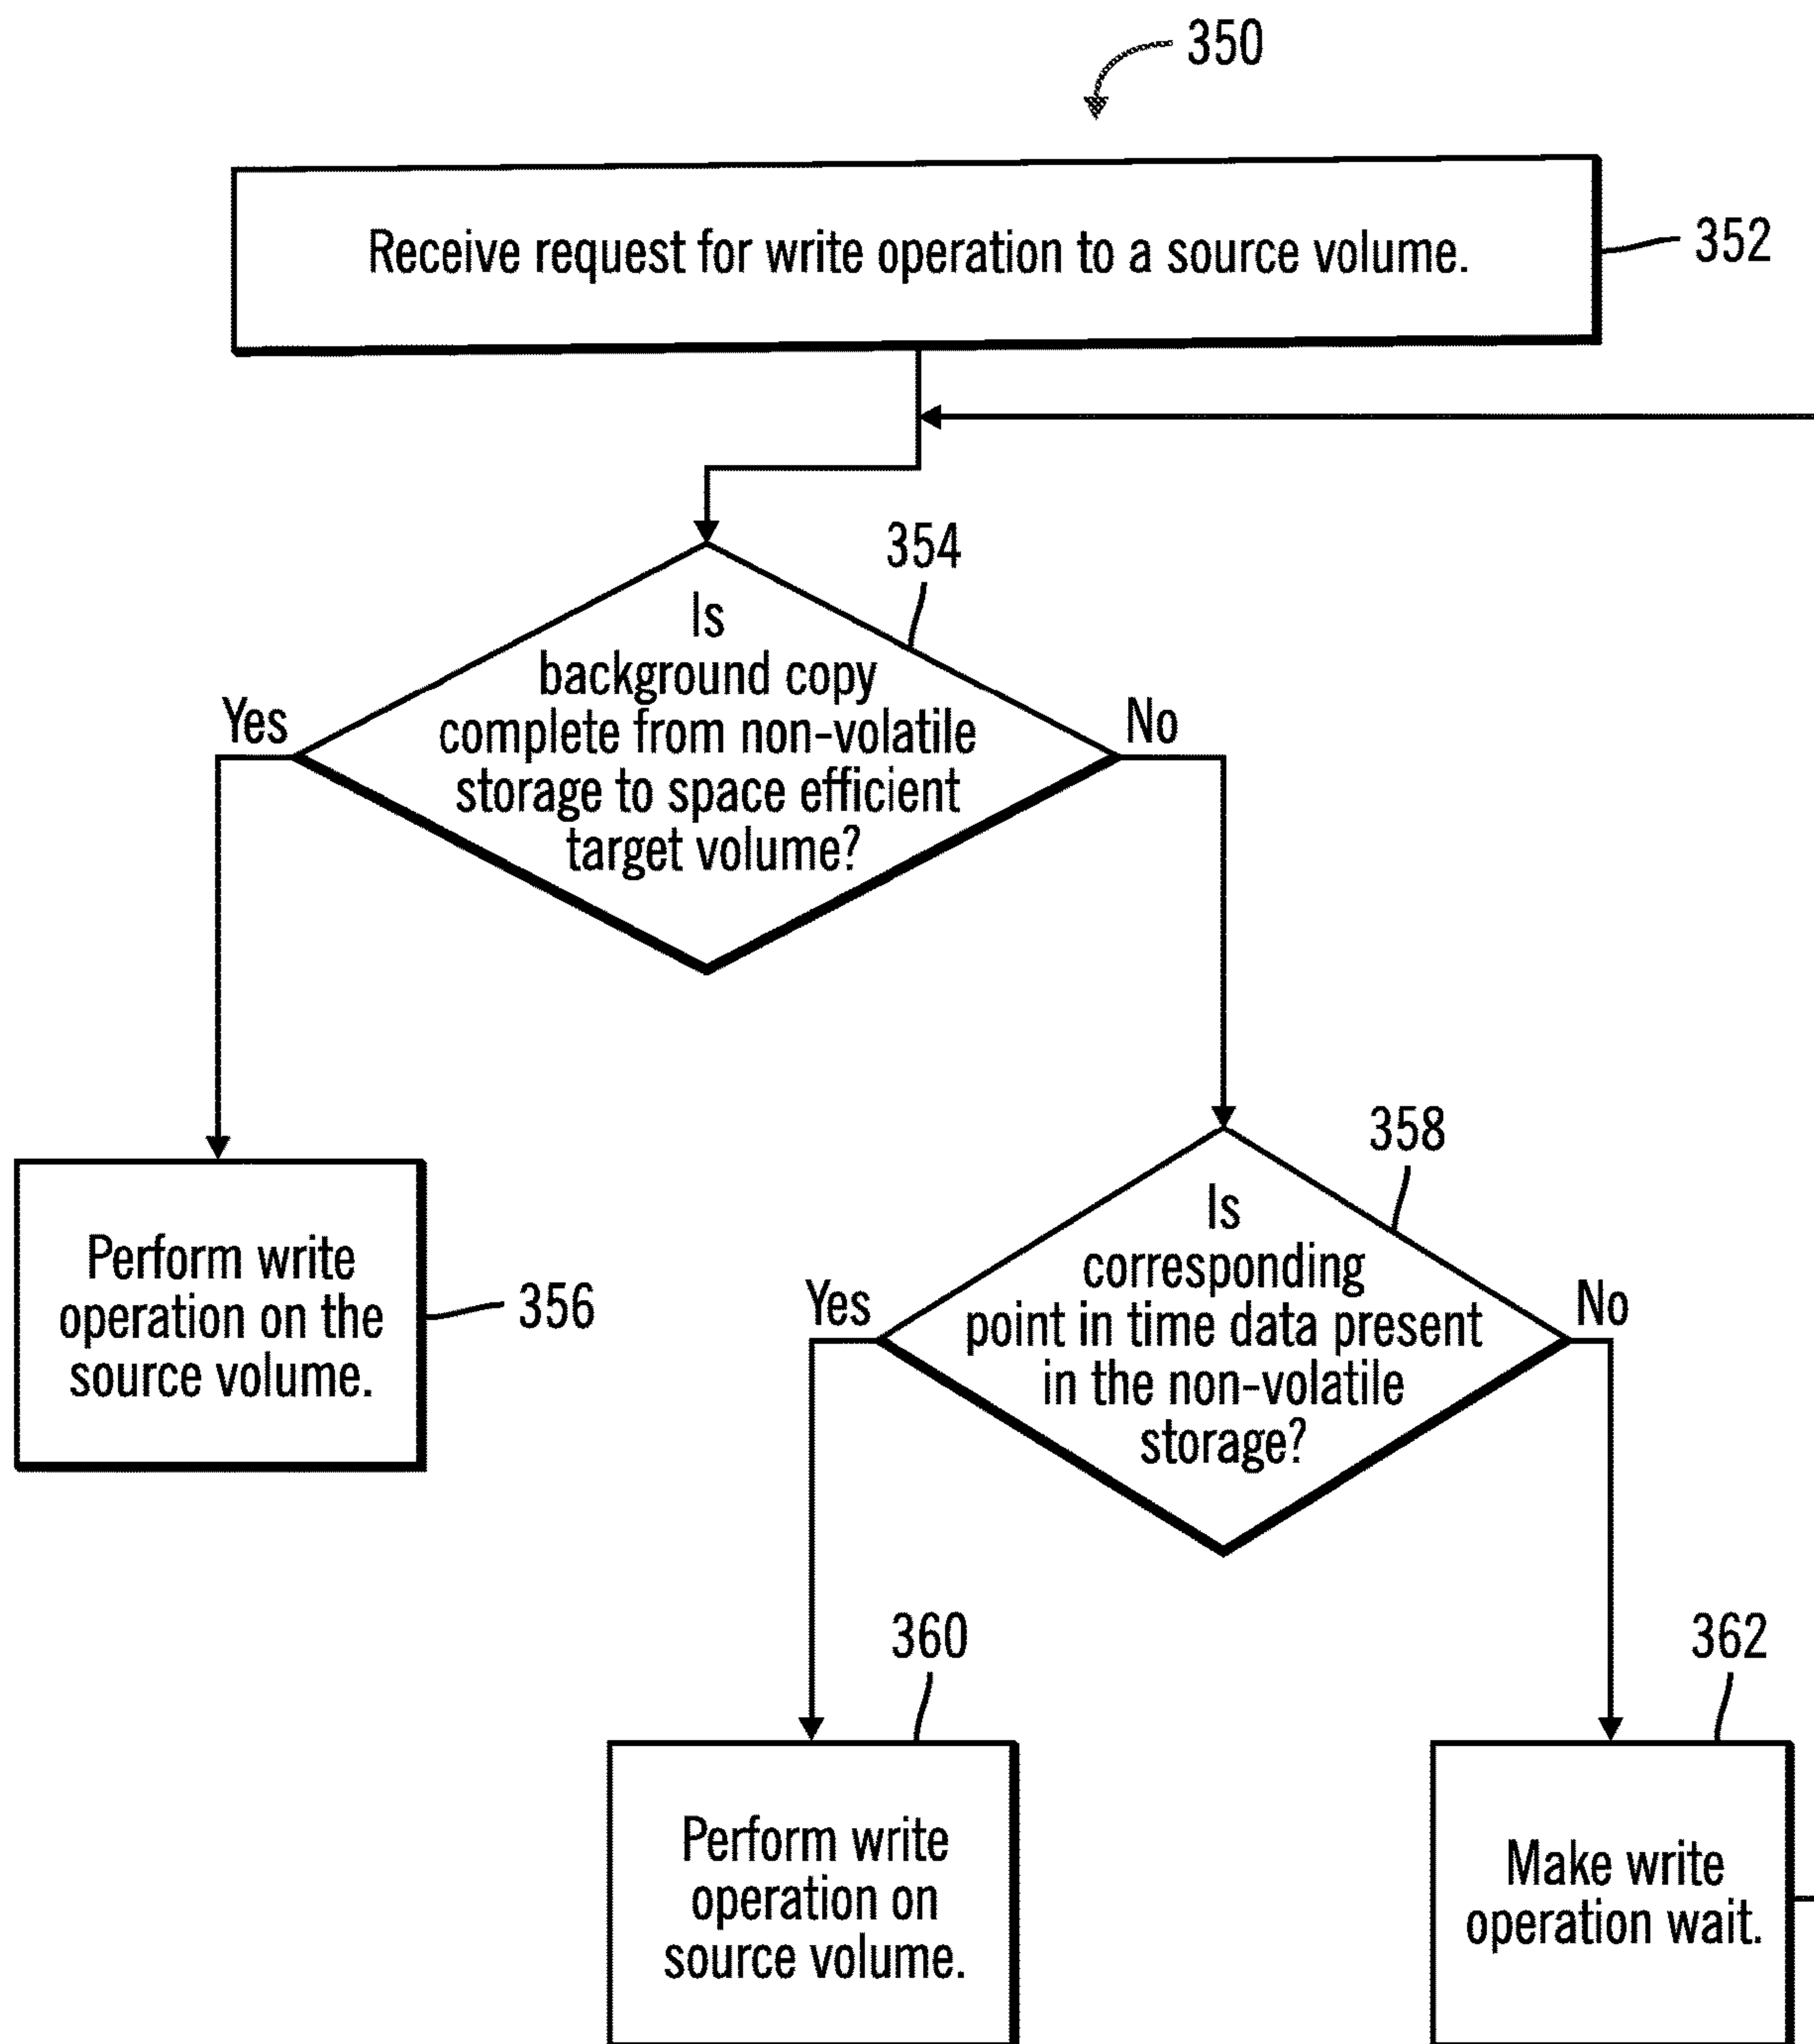 350
Receive request for write operation to a source volume.
352
354
Is
background copy
complete from non-volatile
storage to space efficient
target volume?
Yes
No
Perform write
operation on the
source volume.
356
358
Is
corresponding
point in time data present
in the non-volatile
storage?
Yes
No
360
Perform write
operation on
source volume.
362
Make write
operation wait.